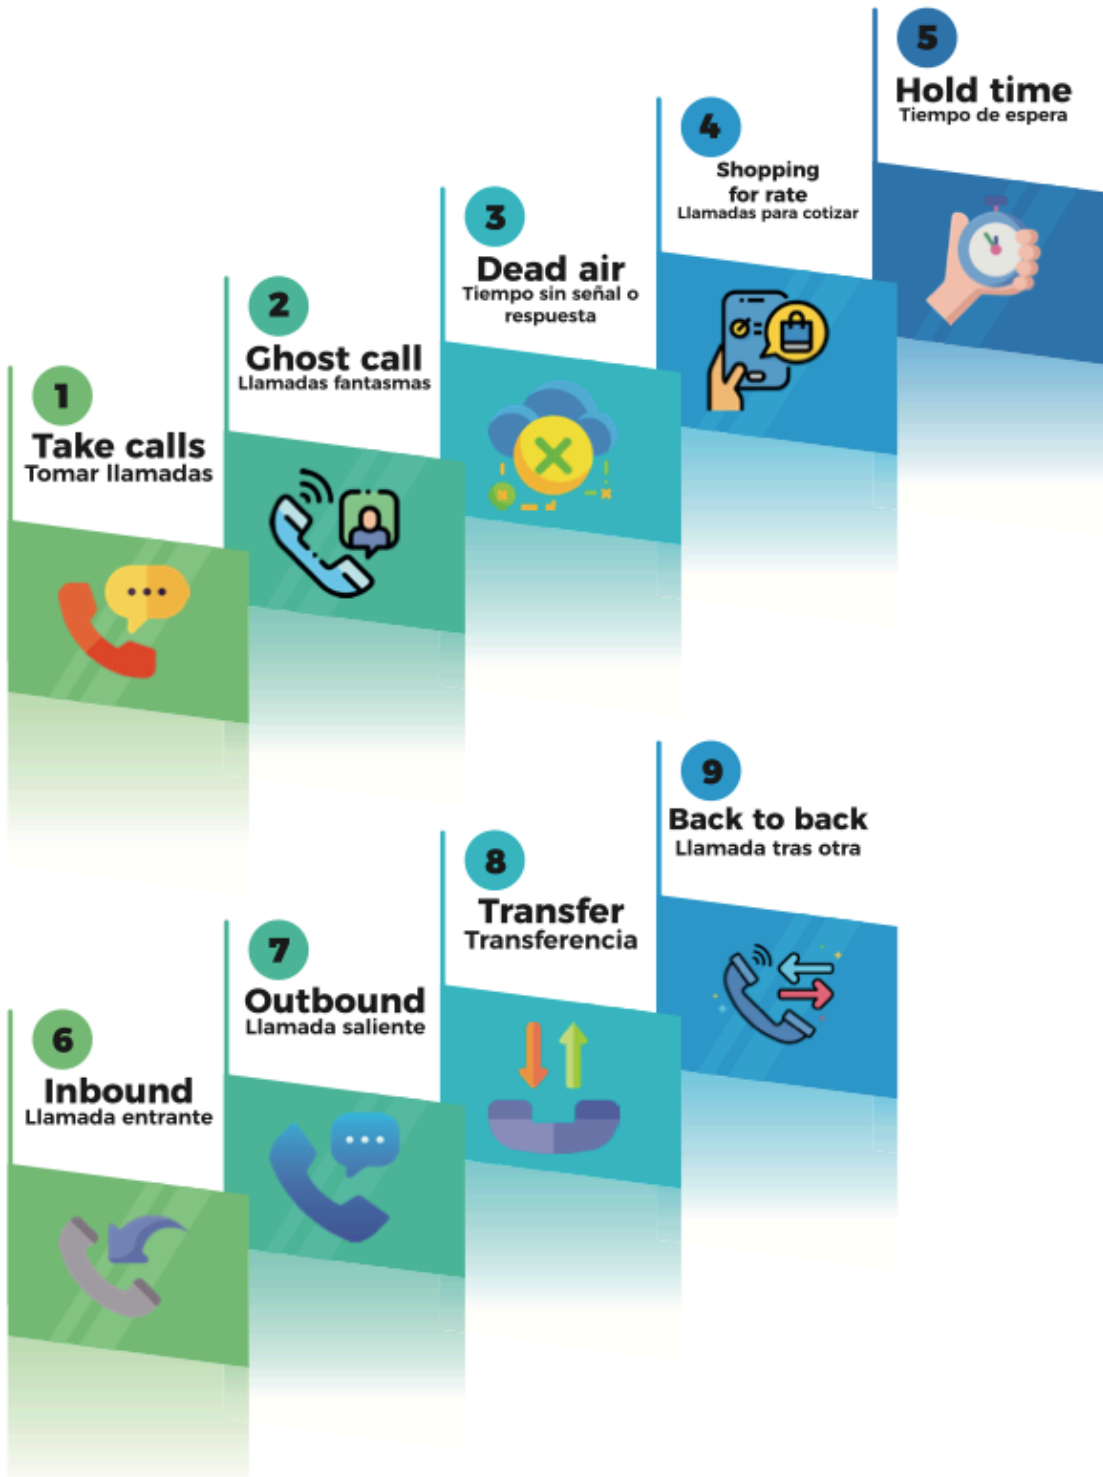 1
Take calls
Tomar llamadas
2
Ghost call
Llamadas fantasmas
3
Dead air
Tiempo sin señal o
respuesta
4
Shopping
for rate
Llamadas para cotizar
5
Hold time
Tiempo de espera
6
Inbound
Llamada entrante
7
Outbound
Llamada saliente
8
Transfer
Transferencia
9
Back to back
Llamada tras otra